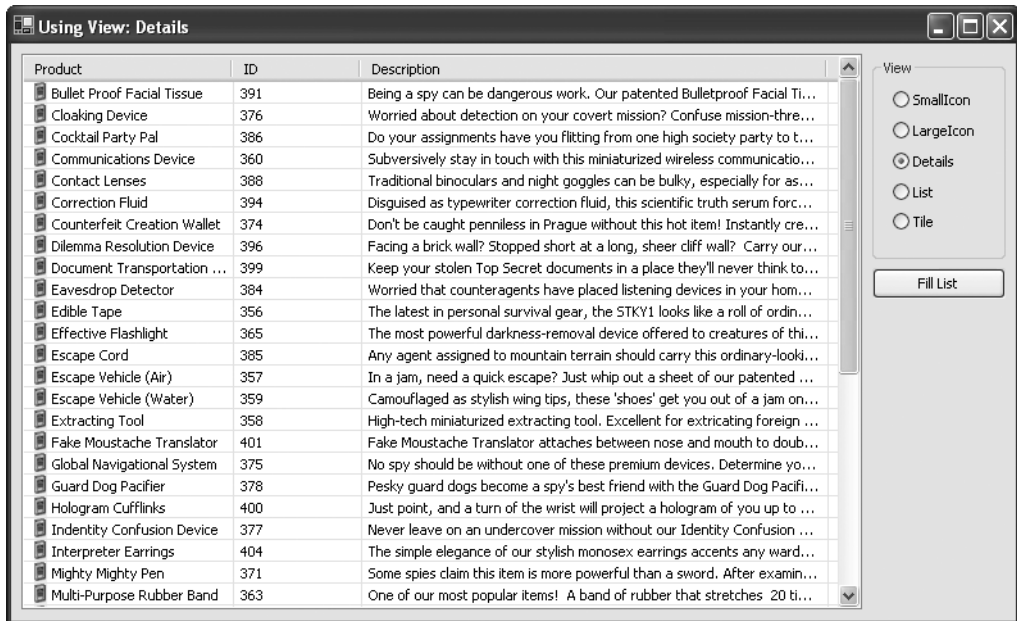 Using View: Details
Product ID Description
Bullet Proof Facial Tissue 391 Being a spy can be dangerous work. Our patented Bulletproof Facial Ti...
Cloaking Device 376 Worried about detection on your covert mission? Confuse mission-thre...
Cocktail Party Pal 386 Do your assignments have you flitting from one high society party to t...
Communications Device 360 Subversively stay in touch with this miniaturized wireless communicatio...
Contact Lenses 388 Traditional binoculars and night goggles can be bulky, especially for as...
Correction Fluid 394 Disguised as typewriter correction fluid, this scientific truth serum forc...
Counterfeit Creation Wallet 374 Don't be caught penniless in Prague without this hot item! Instantly cre...
Dilemma Resolution Device 396 Facing a brick wall? Stopped short at a long, sheer cliff wall?  Carry our...
Document Transportation ... 399 Keep your stolen Top Secret documents in a place they'll never think to...
Eavesdrop Detector 384 Worried that counteragents have placed listening devices in your hom...
Edible Tape 356 The latest in personal survival gear, the STKY1 looks like a roll of ordin...
Effective Flashlight 365 The most powerful darkness-removal device offered to creatures of thi...
Escape Cord 385 Any agent assigned to mountain terrain should carry this ordinary-looki...
Escape Vehicle (Air) 357 In a jam, need a quick escape? Just whip out a sheet of our patented ...
Escape Vehicle (Water) 359 Camouflaged as stylish wing tips, these 'shoes' get you out of a jam on...
Extracting Tool 358 High-tech miniaturized extracting tool. Excellent for extricating foreign ...
Fake Moustache Translator 401 Fake Moustache Translator attaches between nose and mouth to doub...
Global Navigational System 375 No spy should be without one of these premium devices. Determine yo...
Guard Dog Pacifier 378 Pesky guard dogs become a spy's best friend with the Guard Dog Pacifi...
Hologram Cufflinks 400 Just point, and a turn of the wrist will project a hologram of you up to ...
Indentity Confusion Device 377 Never leave on an undercover mission without our Identity Confusion ...
Interpreter Earrings 404 The simple elegance of our stylish monosex earrings accents any ward...
Mighty Mighty Pen 371 Some spies claim this item is more powerful than a sword. After examin...
Multi-Purpose Rubber Band 363 One of our most popular items!  A band of rubber that stretches  20 ti...
View
SmallIcon
LargeIcon
Details
List
Tile
Fill List